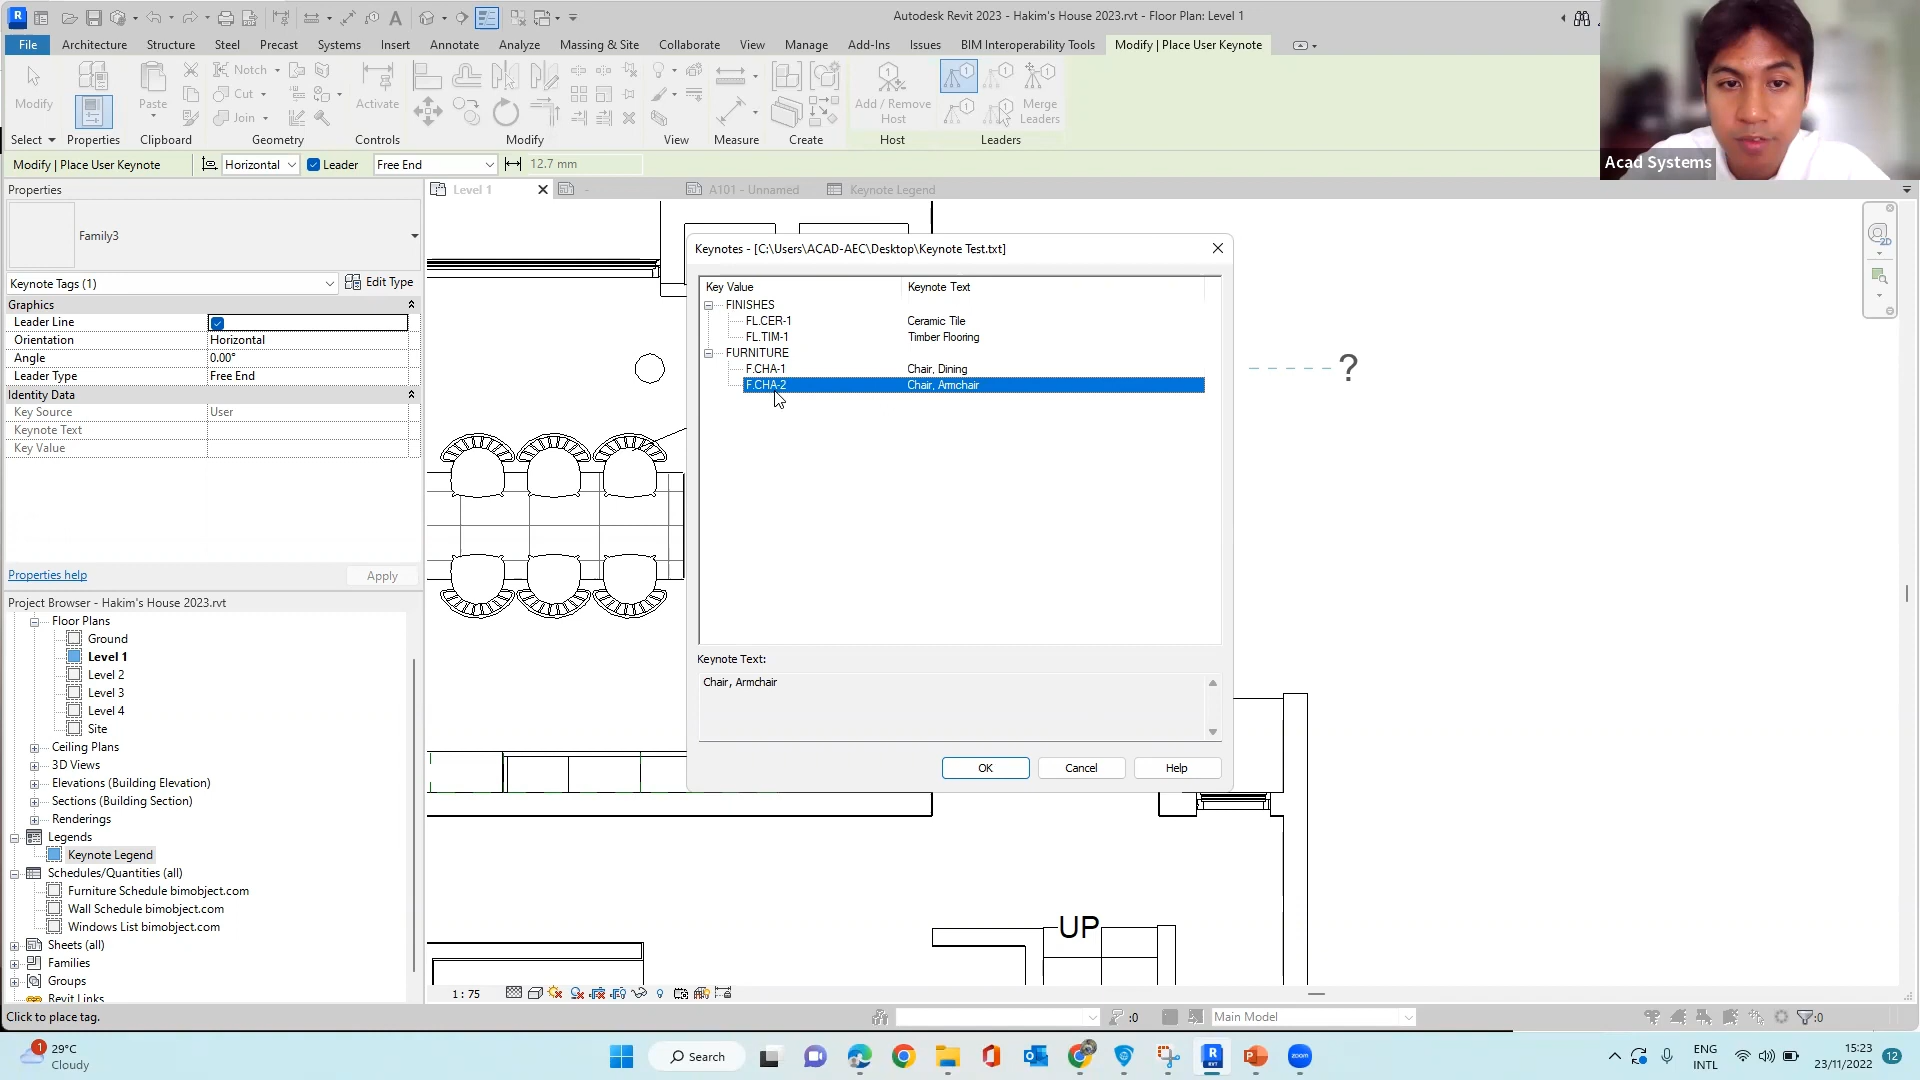 Autodesk Revit 2023 - Hakim's House 2023.rvt - Floor Plan: Level 1
File
Architecture
Structure
Steel
Precast
Systems
Insert
Annotate
Analyze
Massing & Site
Collaborate
View
Manage
Add-Ins
Issues
BIM Interoperability Tools
Modify | Place User Keynote
Modify
Paste
Notch
Cut
Join
Activate
Add / Remove Host
Merge Leaders
Select
Properties
Clipboard
Geometry
Controls
Modify
View
Measure
Create
Host
Leaders
Acad Systems
Modify | Place User Keynote
Horizontal
Leader
Free End
12.7 mm
Properties
Level 1
-
A101 - Unnamed
Keynote Legend
Family3
Keynote Tags (1)
Edit Type
Graphics
Leader Line
Orientation Horizontal
Angle 0.00°
Leader Type Free End
Identity Data
Key Source User
Keynote Text
Key Value
Properties help
Apply
Keynotes - [C:\Users\ACAD-AEC\Desktop\Keynote Test.txt]
Key Value Keynote Text
FINISHES
FL.CER-1 Ceramic Tile
FL.TIM-1 Timber Flooring
FURNITURE
F.CHA-1 Chair, Dining
F.CHA-2 Chair, Armchair
Keynote Text:
Chair, Armchair
OK
Cancel
Help
?
UP
2D
Project Browser - Hakim's House 2023.rvt
Floor Plans
Ground
Level 1
Level 2
Level 3
Level 4
Site
Ceiling Plans
3D Views
Elevations (Building Elevation)
Sections (Building Section)
Renderings
Legends
Keynote Legend
Schedules/Quantities (all)
Furniture Schedule bimobject.com
Wall Schedule bimobject.com
Windows List bimobject.com
Sheets (all)
Families
Groups
Revit Links
1 : 75
Click to place tag.
:0
Main Model
:0
1
29°C
Cloudy
Search
zoom
ENG
INTL
15:23
23/11/2022
12